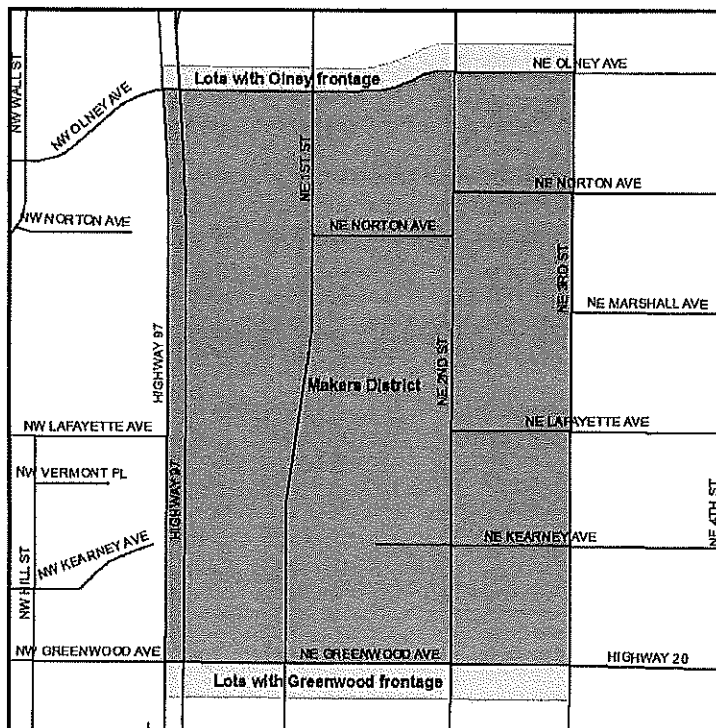 NW WALL ST
NW OLNEY AVE
Lots with Olney frontage
NE OLNEY AVE
NE 1ST ST
NE NORTON AVE
NW NORTON AVE
NE NORTON AVE
NE 3RD ST
NE MARSHALL AVE
HIGHWAY 97
NE 2ND ST
Makers District
NW LAFAYETTE AVE
NE LAFAYETTE AVE
NW VERMONT PL
HIGHWAY 97
NE 4TH ST
NW HILL ST
NW KEARNEY AVE
NE KEARNEY AVE
NW GREENWOOD AVE
NE GREENWOOD AVE
HIGHWAY 20
Lots with Greenwood frontage